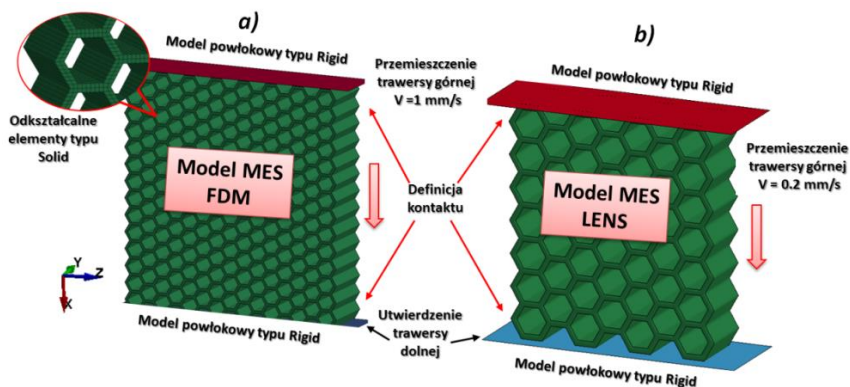 a)
Model powłokowy typu Rigid
Odkształcalne
elementy typu
Solid
Model MES
FDM
Przemieszczenie
trawersy górnej
V =1 mm/s
Definicja
kontaktu
Utwierdzenie
trawersy
dolnej
Y
Z
X
Model powłokowy typu Rigid
b)
Model powłokowy typu Rigid
Model MES
LENS
Przemieszczenie
trawersy górnej
V = 0.2 mm/s
Model powłokowy typu Rigid